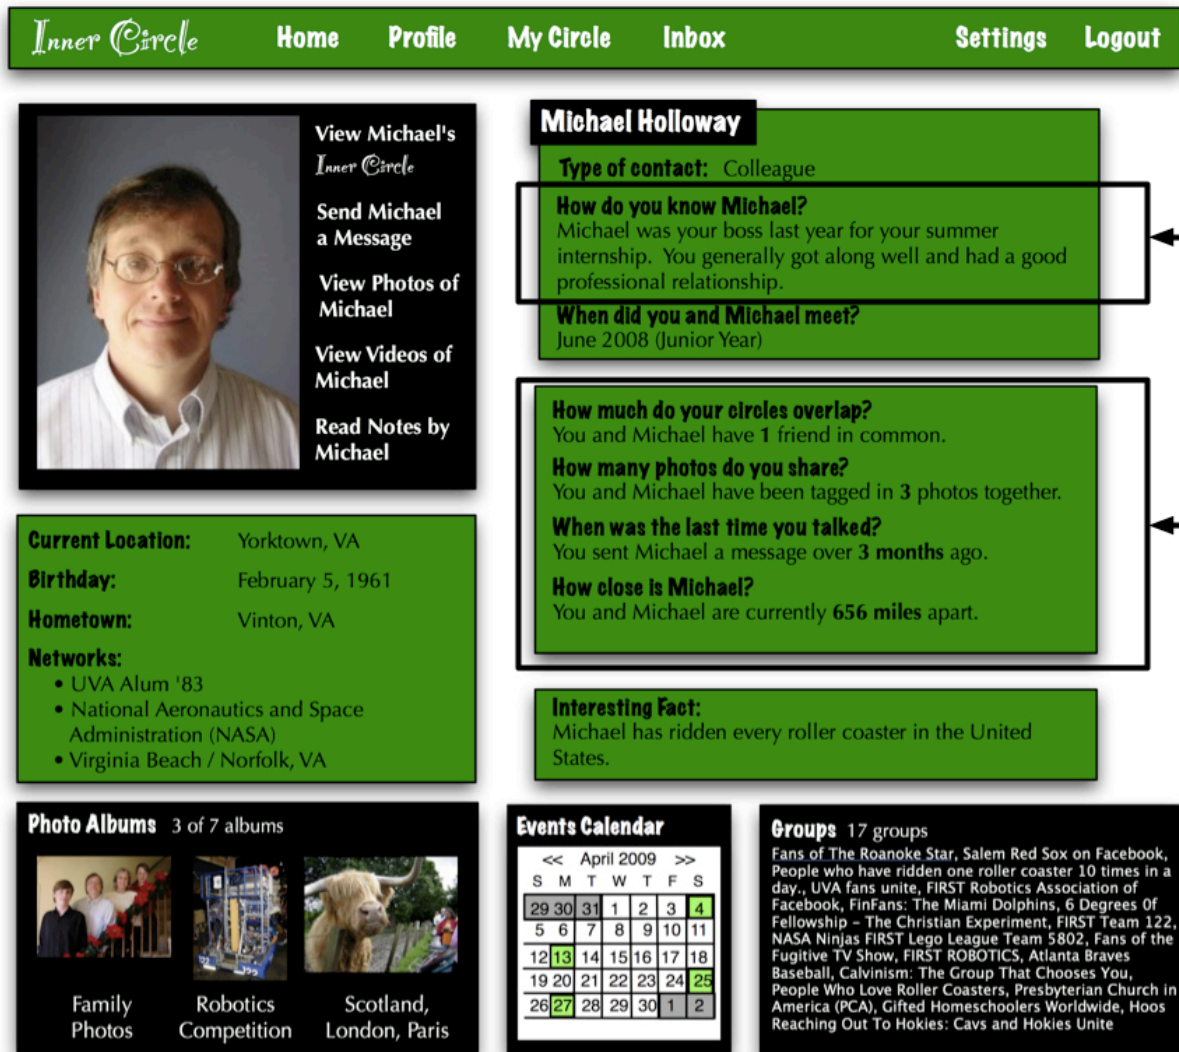 Inner Circle Home Profile My Circle Inbox Settings Logout
View Michael's
Inner Circle
Send Michael
a Message
View Photos of
Michael
View Videos of
Michael
Read Notes by
Michael
Michael Holloway
Type of contact: Colleague
How do you know Michael?
Michael was your boss last year for your summer
internship. You generally got along well and had a good
professional relationship.
When did you and Michael meet?
June 2008 (Junior Year)
How much do your circles overlap?
You and Michael have 1 friend in common.
How many photos do you share?
You and Michael have been tagged in 3 photos together.
When was the last time you talked?
You sent Michael a message over 3 months ago.
How close is Michael?
You and Michael are currently 656 miles apart.
Interesting Fact:
Michael has ridden every roller coaster in the United
States.
Current Location: Yorktown, VA
Birthday: February 5, 1961
Hometown: Vinton, VA
Networks:
• UVA Alum '83
• National Aeronautics and Space
Administration (NASA)
• Virginia Beach / Norfolk, VA
Photo Albums 3 of 7 albums
J22 J22
Family
Photos
Robotics
Competition
Scotland,
London, Paris
Events Calendar
<< April 2009 >>
S M T W T F S
29 30 31 1 2 3 4
5 6 7 8 9 10 11
12 13 14 15 16 17 18
19 20 21 22 23 24 25
26 27 28 29 30 1 2
Groups 17 groups
Fans of The Roanoke Star, Salem Red Sox on Facebook,
People who have ridden one roller coaster 10 times in a
day., UVA fans unite, FIRST Robotics Association of
Facebook, FinFans: The Miami Dolphins, 6 Degrees Of
Fellowship – The Christian Experiment, FIRST Team 122,
NASA Ninjas FIRST Lego League Team 5802, Fans of the
Fugitive TV Show, FIRST ROBOTICS, Atlanta Braves
Baseball, Calvinism: The Group That Chooses You,
People Who Love Roller Coasters, Presbyterian Church in
America (PCA), Gifted Homeschoolers Worldwide, Hoos
Reaching Out To Hokies: Cavs and Hokies Unite